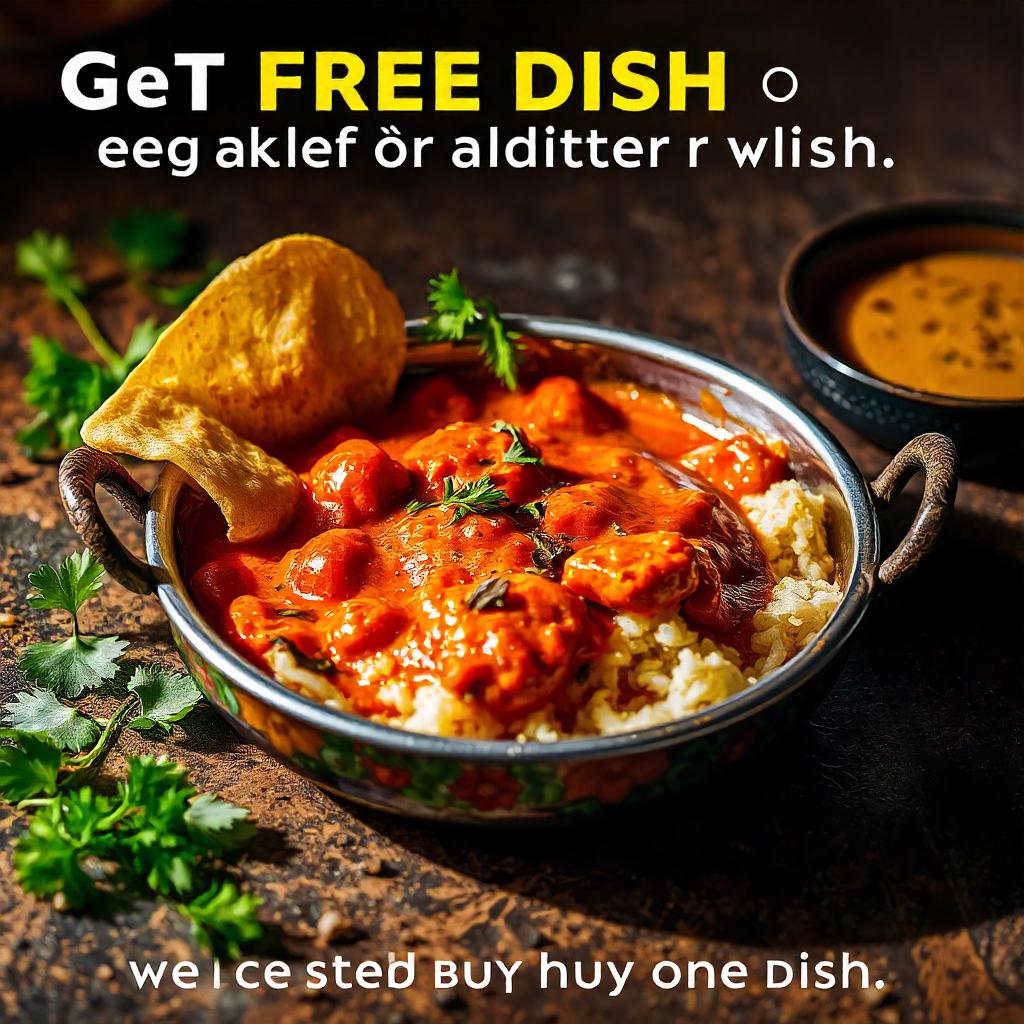 GeT FREE DISH o
eeg aklef òr alditter r wlish.
we l ce sted BUY huy one Dish.